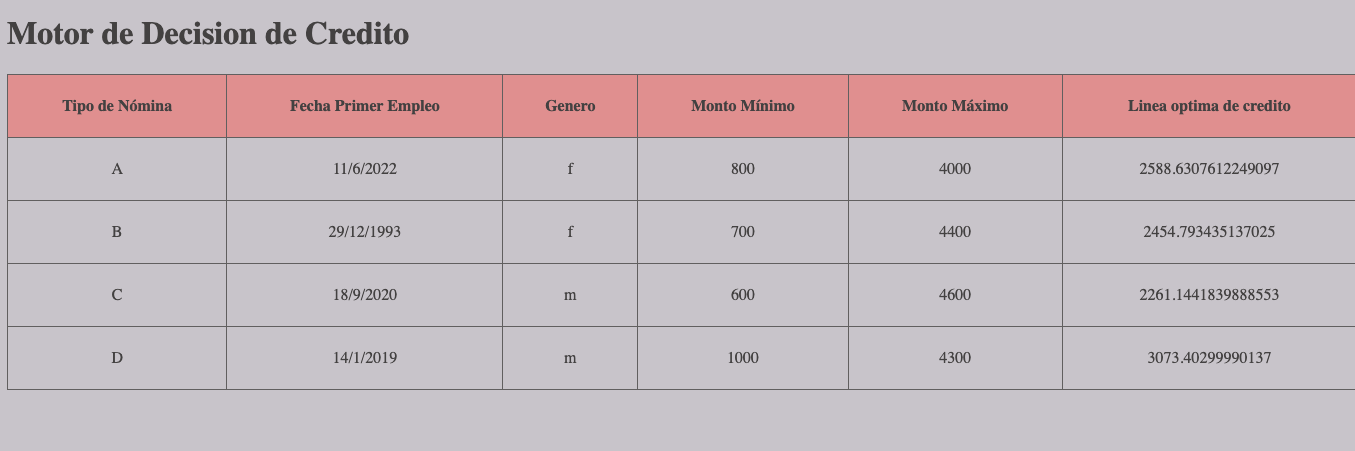 Motor de Decision de Credito
Tipo de Nómina Fecha Primer Empleo Genero Monto Mínimo Monto Máximo Linea optima de credito
A 11/6/2022 f 800 4000 2588.6307612249097
B 29/12/1993 f 700 4400 2454.793435137025
C 18/9/2020 m 600 4600 2261.1441839888553
D 14/1/2019 m 1000 4300 3073.40299990137